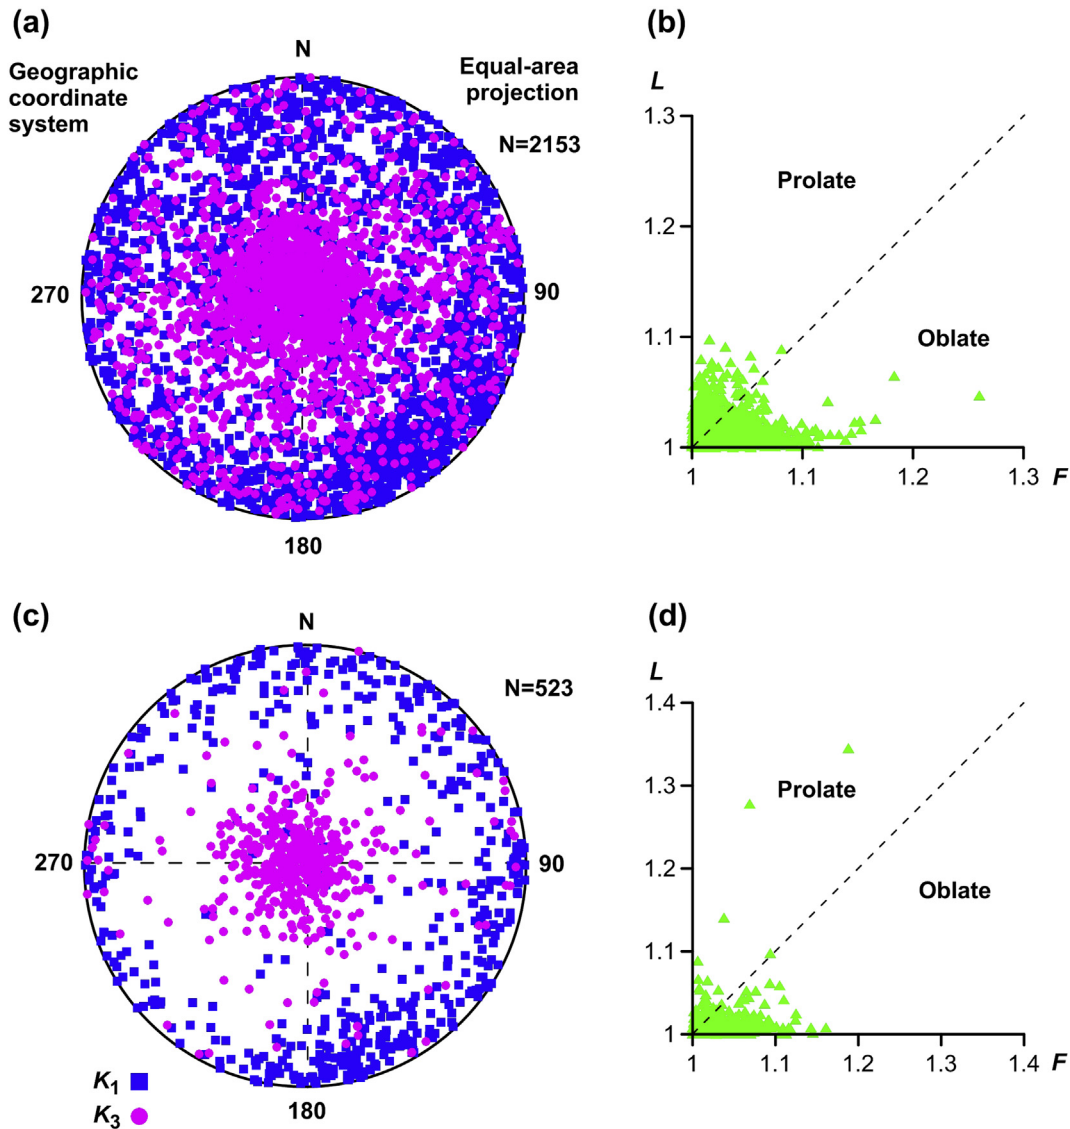 (a)
N
Geographic
coordinate
system
Equal-area
projection
N=2153
270
90
180
(b)
L
1.3
1.2
1.1
1
Prolate
Oblate
1
1.1
1.2
1.3
F
(c)
N
N=523
270
90
180
K1
K3
(d)
L
1.4
1.3
1.2
1.1
1
Prolate
Oblate
1
1.1
1.2
1.3
1.4
F